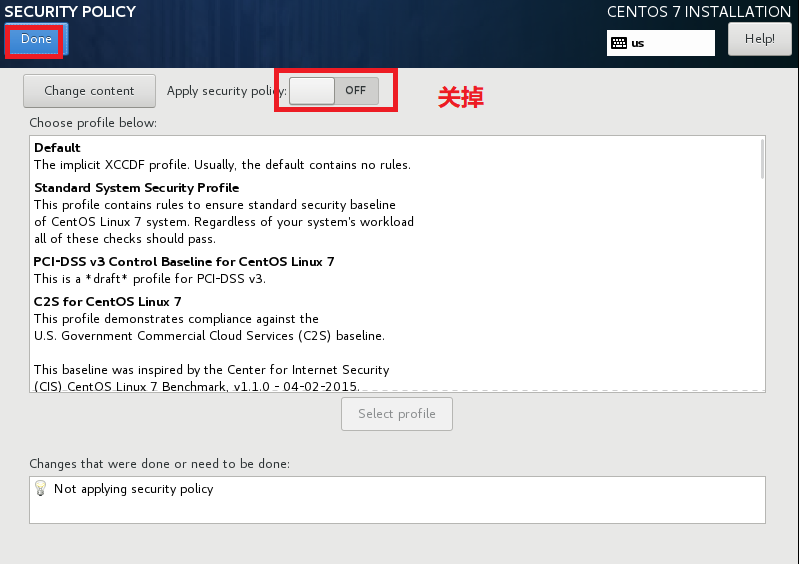 SECURITY POLICY
CENTOS 7 INSTALLATION
Done
us
Help!
Change content
Apply security policy:
OFF
关掉
Choose profile below:
Default
The implicit XCCDF profile. Usually, the default contains no rules.
Standard System Security Profile
This profile contains rules to ensure standard security baseline
of CentOS Linux 7 system. Regardless of your system's workload
all of these checks should pass.
PCI-DSS v3 Control Baseline for CentOS Linux 7
This is a *draft* profile for PCI-DSS v3.
C2S for CentOS Linux 7
This profile demonstrates compliance against the
U.S. Government Commercial Cloud Services (C2S) baseline.
This baseline was inspired by the Center for Internet Security
(CIS) CentOS Linux 7 Benchmark, v1.1.0 - 04-02-2015.
Select profile
Changes that were done or need to be done:
Not applying security policy